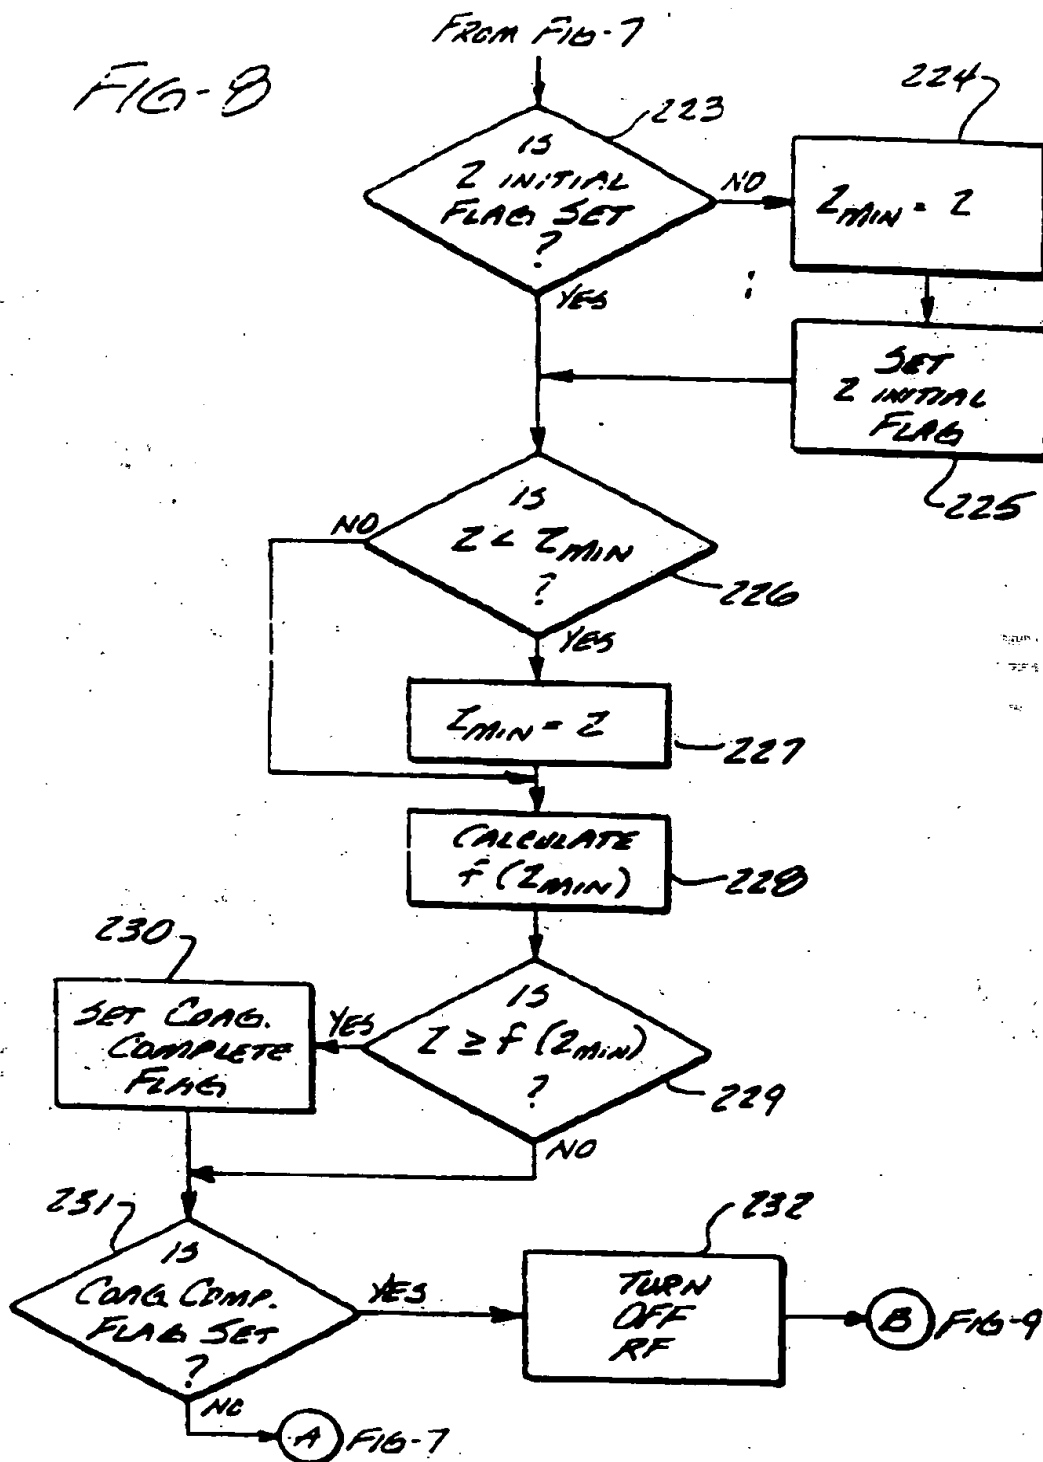 FROM FIG-7
FIG-8
223
IS
Z INITIAL
FLAG SET
?
NO
YES
224
ZMIN = Z
SET
Z INITIAL
FLAG
225
IS
Z < ZMIN
?
NO
YES
226
ZMIN = Z
227
CALCULATE
f (ZMIN)
228
IS
Z ≥ f (ZMIN)
?
YES
NO
229
230
SET COAG.
COMPLETE
FLAG
231
IS
COAG. COMP.
FLAG SET
?
YES
NO
232
TURN
OFF
RF
B FIG-9
A FIG-7